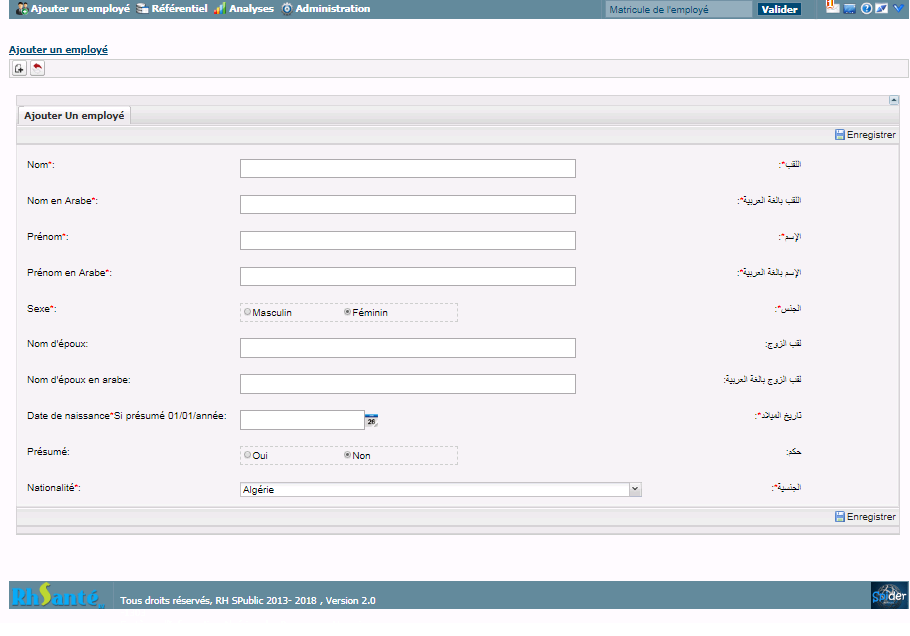 Ajouter un employé Référentiel Analyses Administration Matricule de l'employé Valider 1
Ajouter un employé
Ajouter Un employé
Enregistrer
Nom*: اللقب*:
Nom en Arabe*: اللقب بالغة العربية*:
Prénom*: الإسم*:
Prénom en Arabe*: الإسم بالغة العربية*:
Sexe*: Masculin Féminin الجنس*:
Nom d'époux: لقب الزوج:
Nom d'époux en arabe: لقب الزوج بالغة العربية:
Date de naissance*Si présumé 01/01/année: 26 تاريخ الميلاد*:
Présumé: Oui Non حكم:
Nationalité*: Algérie الجنسية*:
Enregistrer
RhSanté Tous droits réservés, RH SPublic 2013- 2018 , Version 2.0